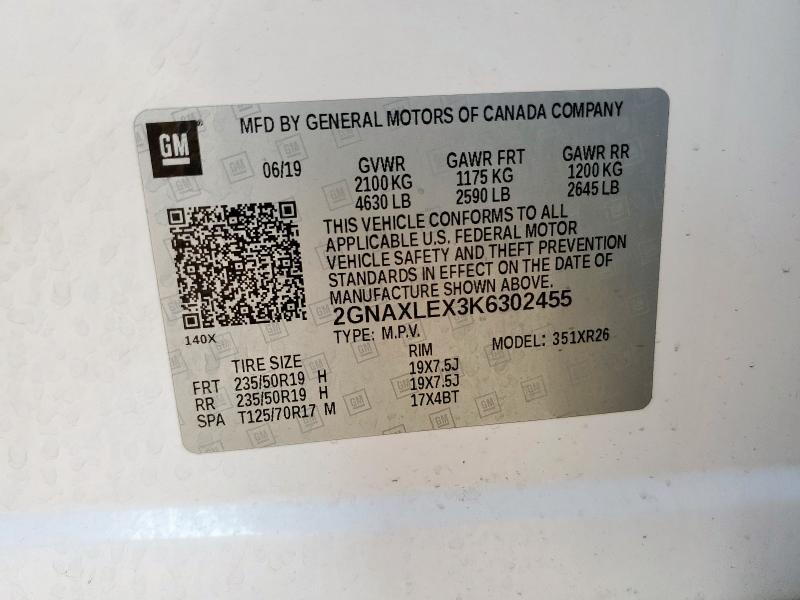 GM
MFD BY GENERAL MOTORS OF CANADA COMPANY
06/19 GVWR GAWR FRT GAWR RR
2100 KG 1175 KG 1200 KG
4630 LB 2590 LB 2645 LB
THIS VEHICLE CONFORMS TO ALL
APPLICABLE U.S. FEDERAL MOTOR
VEHICLE SAFETY AND THEFT PREVENTION
STANDARDS IN EFFECT ON THE DATE OF
MANUFACTURE SHOWN ABOVE.
2GNAXLEX3K6302455
140X TYPE: M.P.V. MODEL: 351XR26
TIRE SIZE RIM
FRT 235/50R19 H 19X7.5J
RR 235/50R19 H 19X7.5J
SPA T125/70R17 M 17X4BT